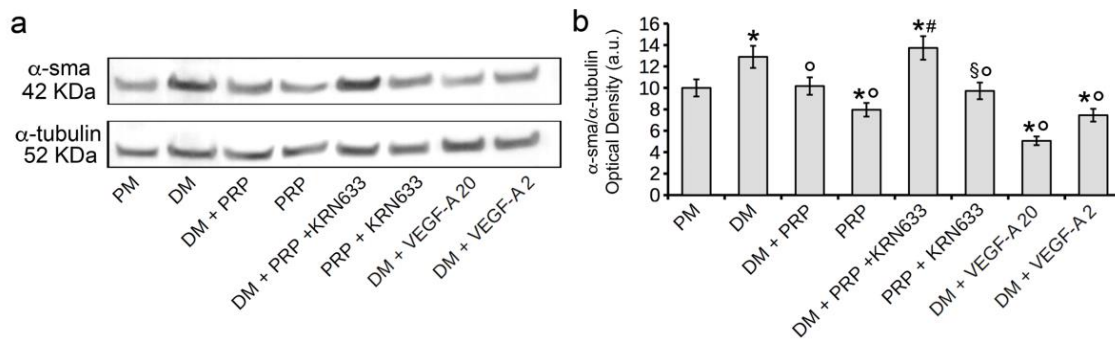 a
α-sma
42 KDa
α-tubulin
52 KDa
PM
DM
DM + PRP
PRP
DM + PRP +KRN633
PRP + KRN633
DM + VEGF-A 20
DM + VEGF-A 2
b
α-sma/α-tubulin
Optical Density (a.u.)
16
14
12
10
8
6
4
2
0
*
°
*°
*#
§°
*°
*°
PM
DM
DM + PRP
PRP
DM + PRP +KRN633
PRP + KRN633
DM + VEGF-A 20
DM + VEGF-A 2